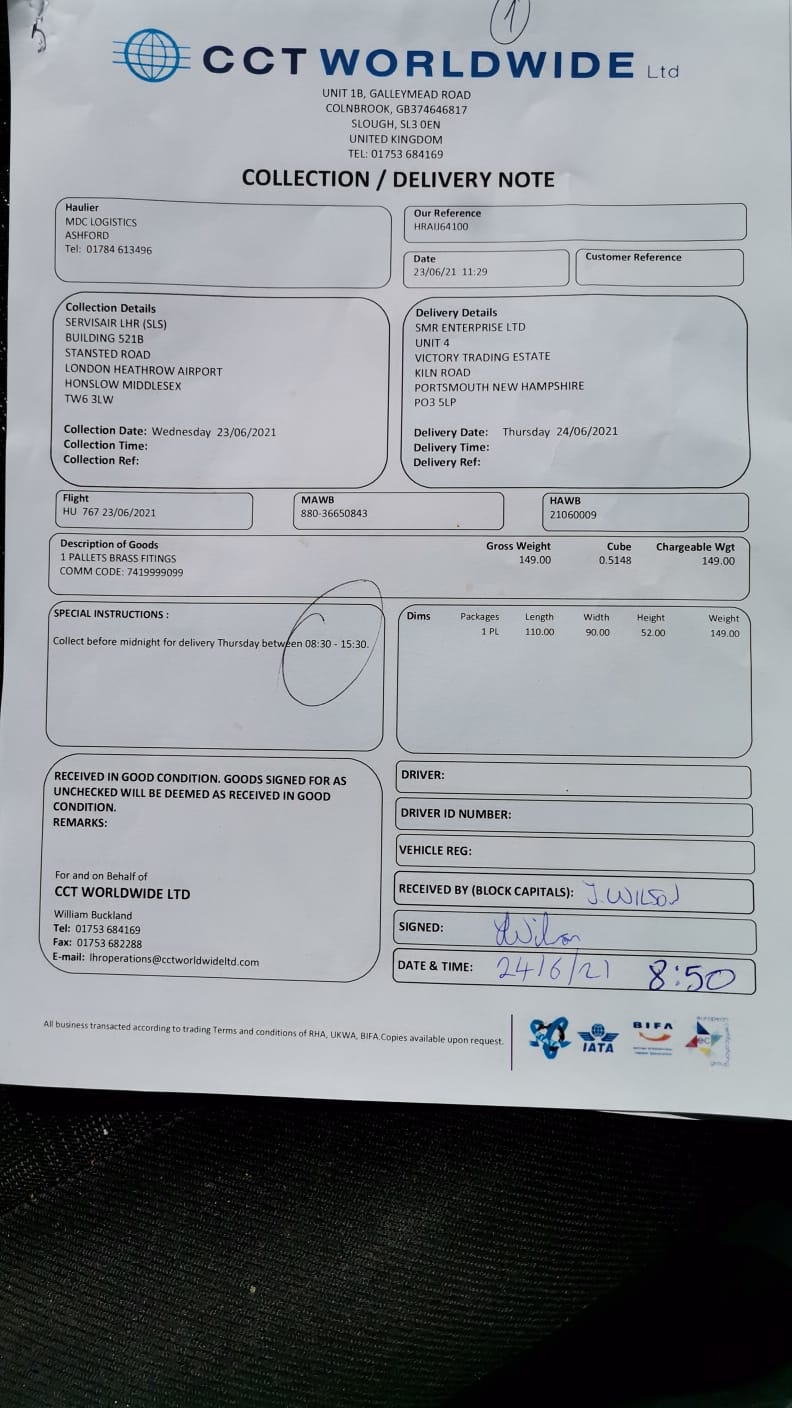 1
CCT WORLDWIDE Ltd
UNIT 1B, GALLEYMEAD ROAD
COLNBROOK, GB374646817
SLOUGH, SL3 0EN
UNITED KINGDOM
TEL: 01753 684169
COLLECTION / DELIVERY NOTE
Haulier
MDC LOGISTICS
ASHFORD
Tel: 01784 613496
Our Reference
HRAIJ64100
Date
23/06/21 11:29
Customer Reference
Collection Details
SERVISAIR LHR (SLS)
BUILDING 521B
STANSTED ROAD
LONDON HEATHROW AIRPORT
HONSLOW MIDDLESEX
TW6 3LW
Collection Date: Wednesday 23/06/2021
Collection Time:
Collection Ref:
Delivery Details
SMR ENTERPRISE LTD
UNIT 4
VICTORY TRADING ESTATE
KILN ROAD
PORTSMOUTH NEW HAMPSHIRE
PO3 5LP
Delivery Date: Thursday 24/06/2021
Delivery Time:
Delivery Ref:
Flight
HU 767 23/06/2021
MAWB
880-36650843
HAWB
21060009
Description of Goods Gross Weight Cube Chargeable Wgt
1 PALLETS BRASS FITINGS 149.00 0.5148 149.00
COMM CODE: 7419999099
SPECIAL INSTRUCTIONS :
Collect before midnight for delivery Thursday between 08:30 - 15:30.
Dims Packages Length Width Height Weight
1 PL 110.00 90.00 52.00 149.00
RECEIVED IN GOOD CONDITION. GOODS SIGNED FOR AS
UNCHECKED WILL BE DEEMED AS RECEIVED IN GOOD
CONDITION.
REMARKS:
For and on Behalf of
CCT WORLDWIDE LTD
William Buckland
Tel: 01753 684169
Fax: 01753 682288
E-mail: lhroperations@cctworldwideltd.com
DRIVER:
DRIVER ID NUMBER:
VEHICLE REG:
RECEIVED BY (BLOCK CAPITALS): J. WILSON
SIGNED: JWilson
DATE & TIME: 24/6/21 8:50
All business transacted according to trading Terms and conditions of RHA, UKWA, BIFA.Copies available upon request.
IATA
BIFA
ec